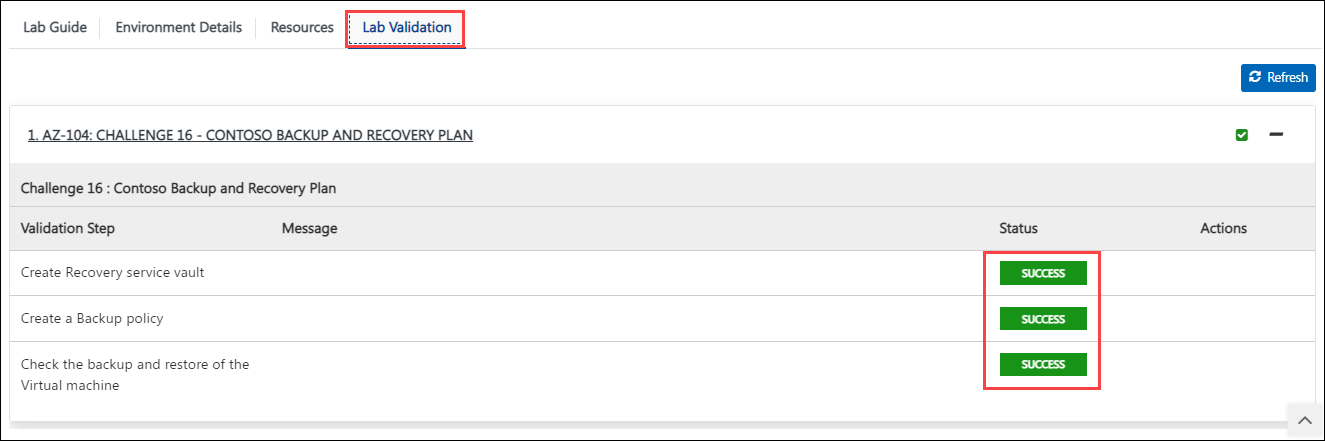 Lab Guide Environment Details Resources Lab Validation
Refresh
1. AZ-104: CHALLENGE 16 - CONTOSO BACKUP AND RECOVERY PLAN
Challenge 16 : Contoso Backup and Recovery Plan
Validation Step Message Status Actions
Create Recovery service vault SUCCESS
Create a Backup policy SUCCESS
Check the backup and restore of the SUCCESS
Virtual machine